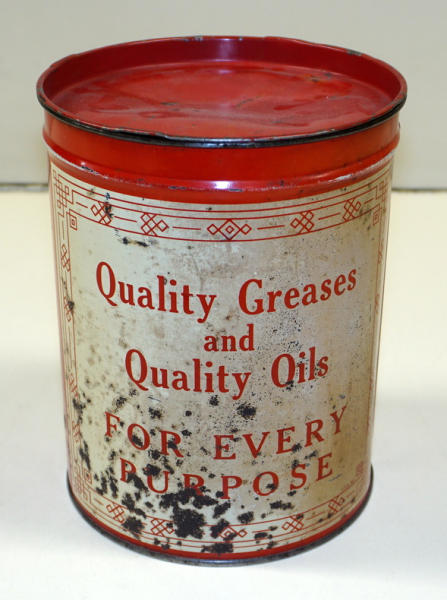 Quality Greases
and
Quality Oils
FOR EVERY
PURPOSE